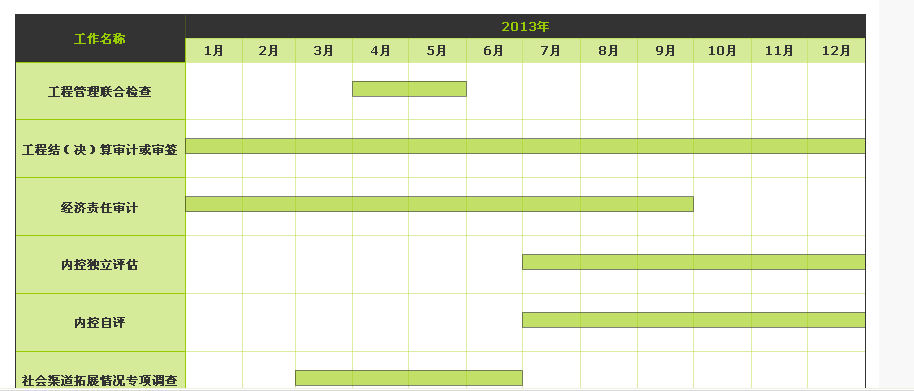 工作名称
2013年
1月 2月 3月 4月 5月 6月 7月 8月 9月 10月 11月 12月
工程管理联合检查
工程结（决）算审计或审签
经济责任审计
内控独立评估
内控自评
社会渠道拓展情况专项调查